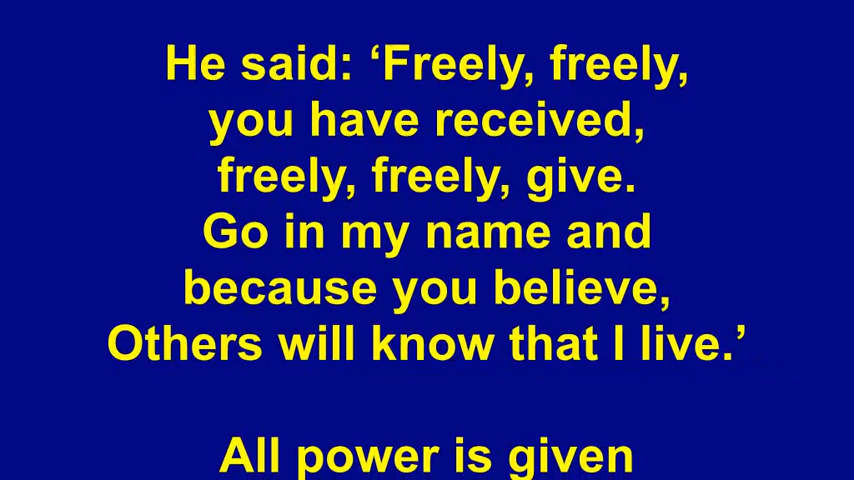 He said: ‘Freely, freely,
you have received,
freely, freely, give.
Go in my name and
because you believe,
Others will know that I live.’
All power is given